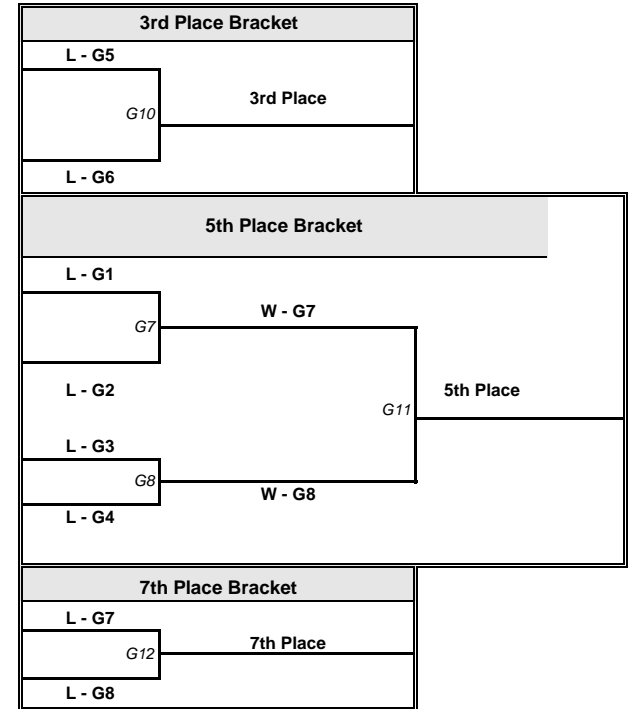 3rd Place Bracket
L - G5
3rd Place
G10
L - G6
5th Place Bracket
L - G1
W - G7
G7
L - G2
5th Place
G11
L - G3
G8
W - G8
L - G4
7th Place Bracket
L - G7
7th Place
G12
L - G8